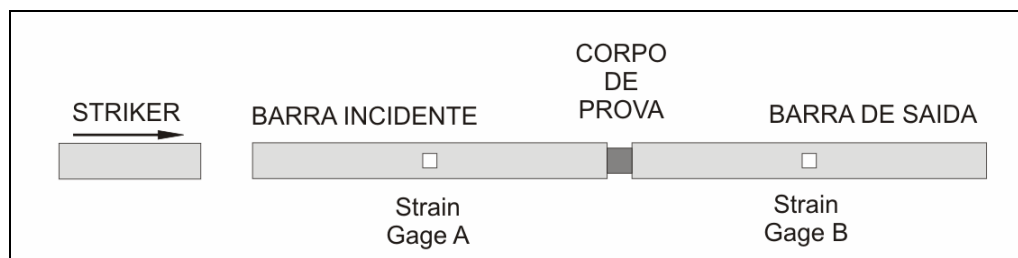 STRIKER
BARRA INCIDENTE
CORPO
DE
PROVA
BARRA DE SAIDA
Strain
Gage A
Strain
Gage B